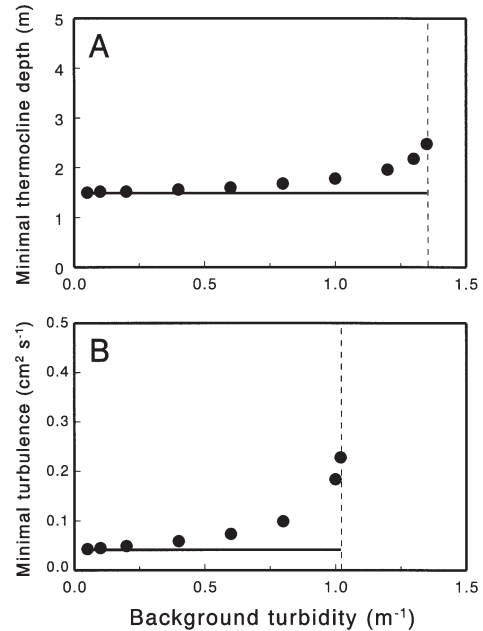 Minimal thermocline depth (m)
A
5
4
3
2
1
0
0.0 0.5 1.0 1.5
Minimal turbulence (cm² s⁻¹)
B
0.5
0.4
0.3
0.2
0.1
0.0
0.0 0.5 1.0 1.5
Background turbidity (m⁻¹)